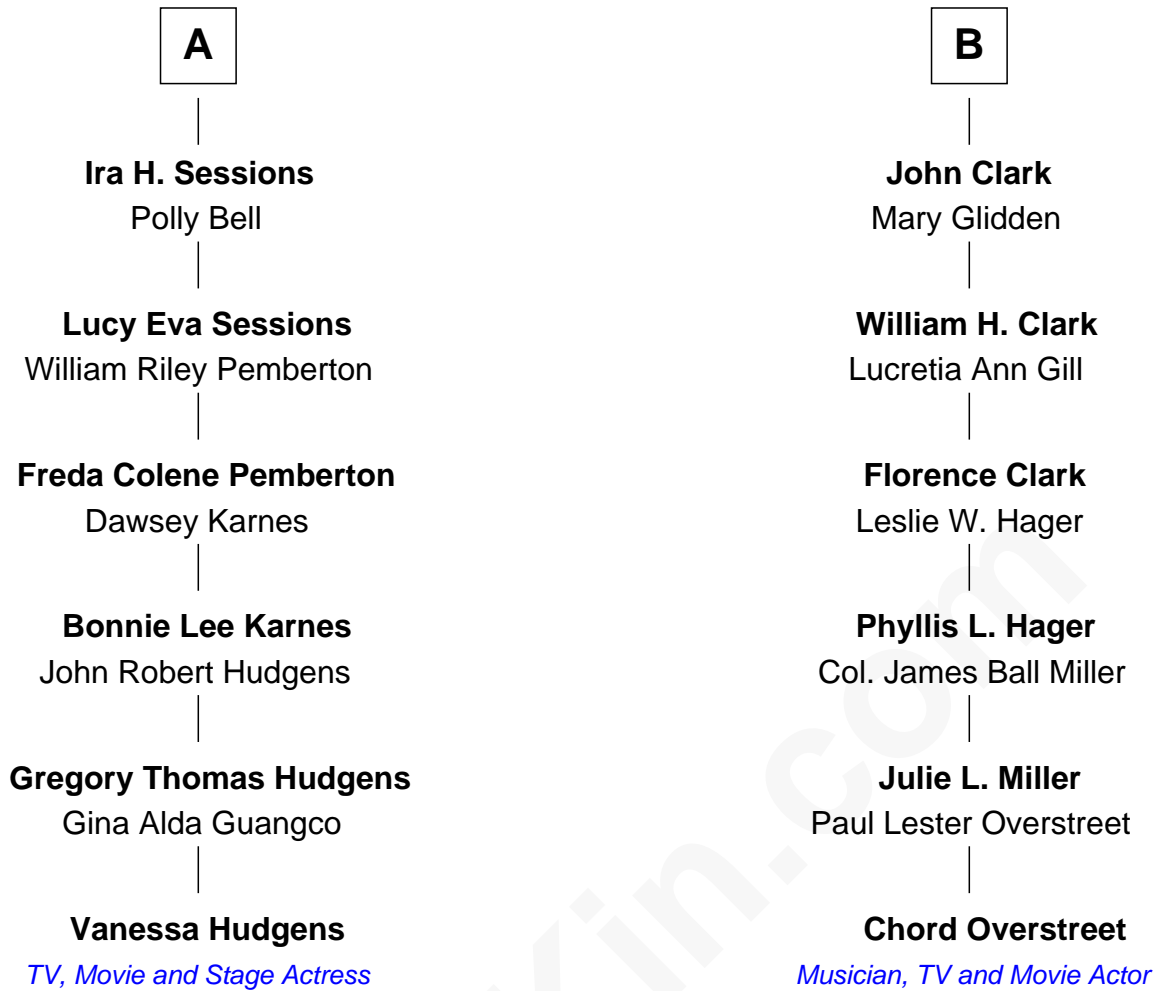 A
Ira H. Sessions
Polly Bell
Lucy Eva Sessions
William Riley Pemberton
Freda Colene Pemberton
Dawsey Karnes
Bonnie Lee Karnes
John Robert Hudgens
Gregory Thomas Hudgens
Gina Alda Guangco
Vanessa Hudgens
TV, Movie and Stage Actress
B
John Clark
Mary Glidden
William H. Clark
Lucretia Ann Gill
Florence Clark
Leslie W. Hager
Phyllis L. Hager
Col. James Ball Miller
Julie L. Miller
Paul Lester Overstreet
Chord Overstreet
Musician, TV and Movie Actor
Kin.com